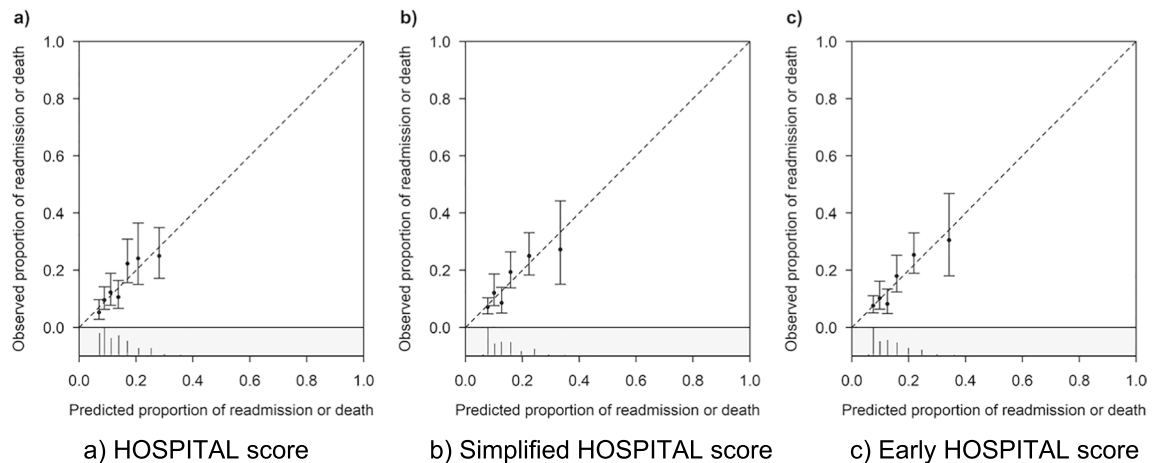 a)
b)
c)
Observed proportion of readmission or death
1.0
0.8
0.6
0.4
0.2
0.0
0.0 0.2 0.4 0.6 0.8 1.0
Predicted proportion of readmission or death
Observed proportion of readmission or death
1.0
0.8
0.6
0.4
0.2
0.0
0.0 0.2 0.4 0.6 0.8 1.0
Predicted proportion of readmission or death
Observed proportion of readmission or death
1.0
0.8
0.6
0.4
0.2
0.0
0.0 0.2 0.4 0.6 0.8 1.0
Predicted proportion of readmission or death
a) HOSPITAL score
b) Simplified HOSPITAL score
c) Early HOSPITAL score